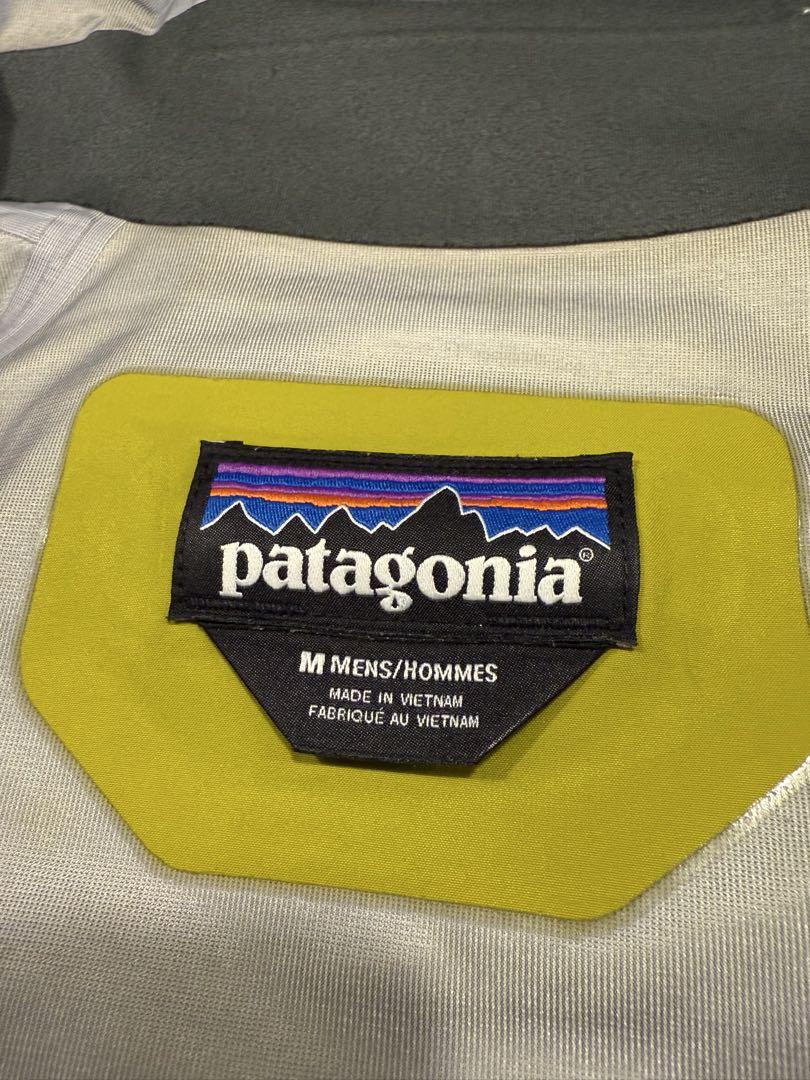 patagonia®
M MENS/HOMMES
MADE IN VIETNAM
FABRIQUÉ AU VIETNAM